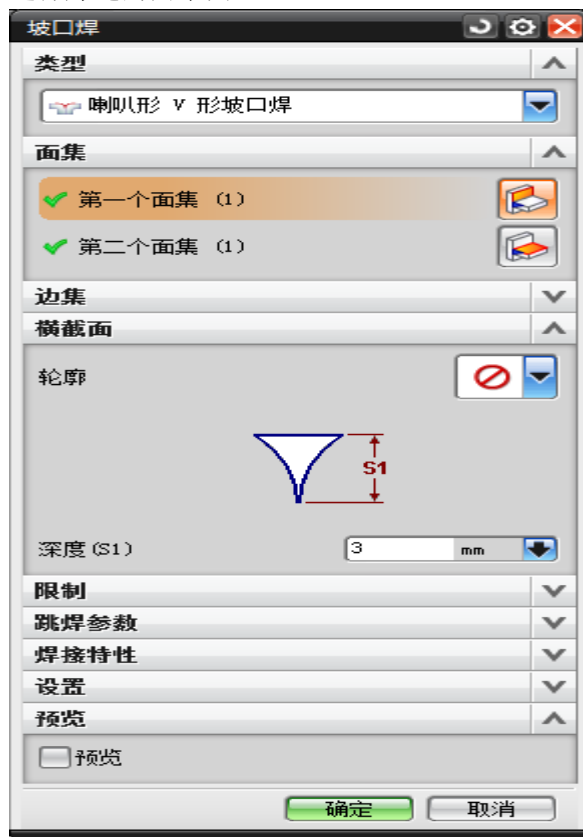 坡口焊
类型
喇叭形 V 形坡口焊
面集
第一个面集 (1)
第二个面集 (1)
边集
横截面
轮廓
S1
深度(S1) 3 mm
限制
跳焊参数
焊接特性
设置
预览
预览
确定 取消